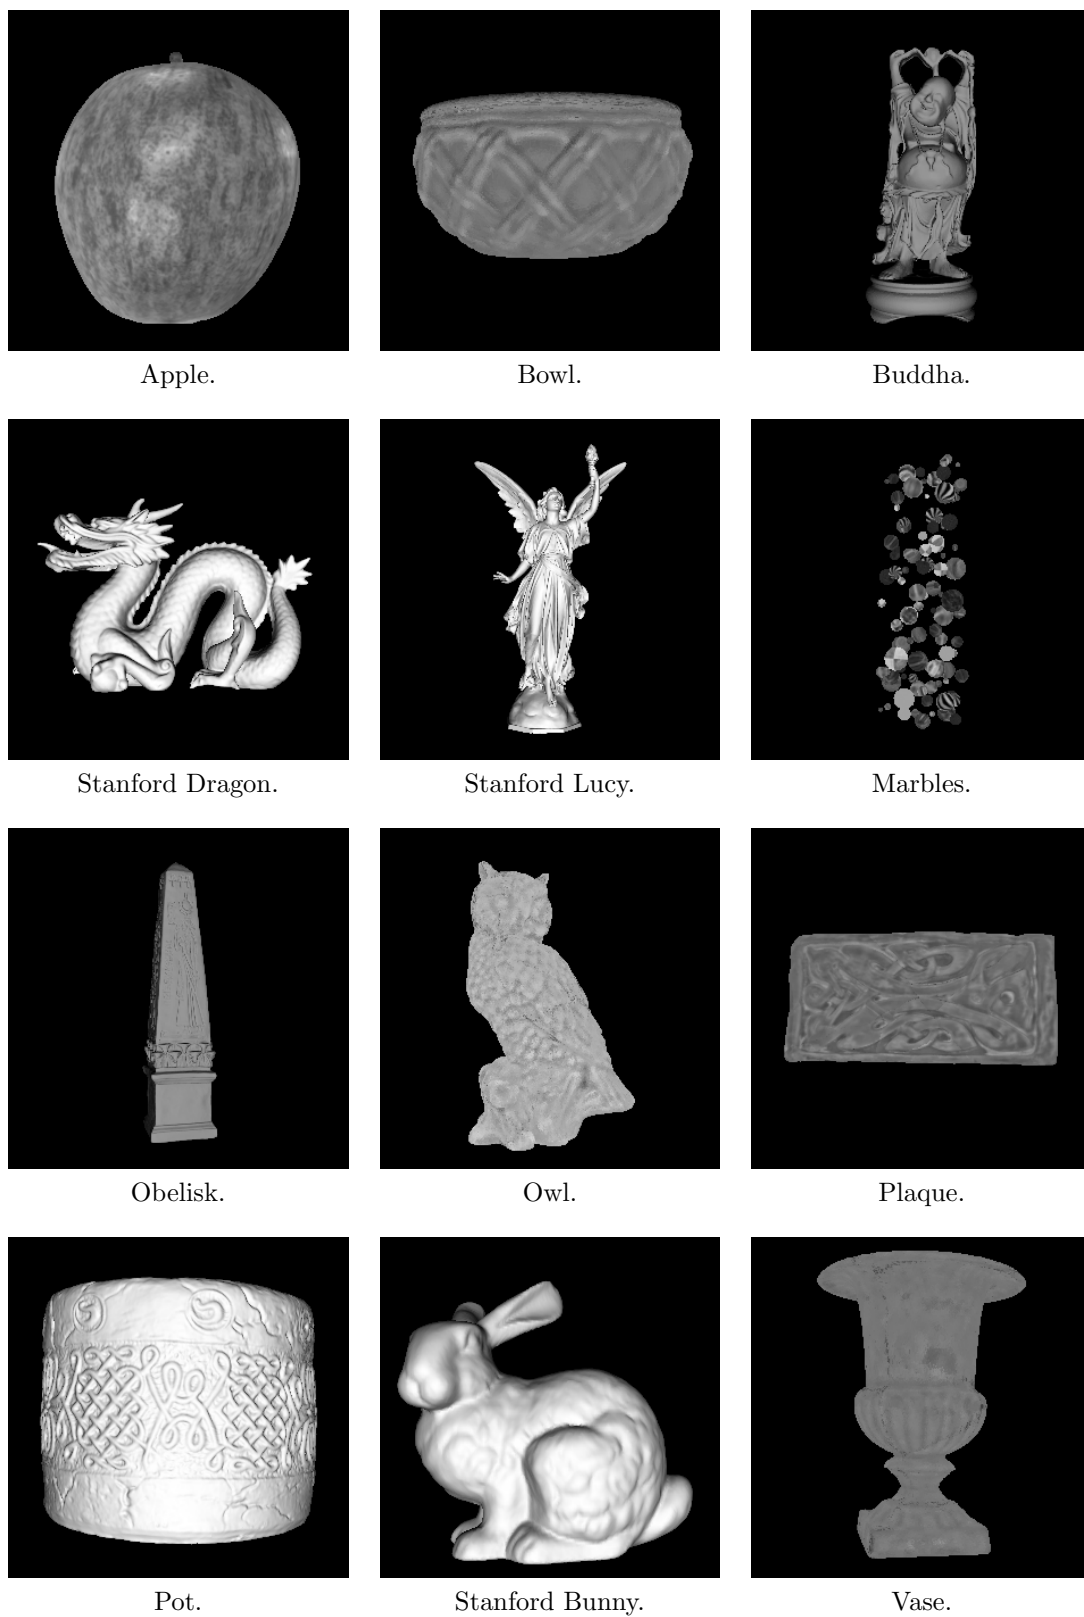 Apple.
Bowl.
Buddha.
Stanford Dragon.
Stanford Lucy.
Marbles.
Obelisk.
Owl.
Plaque.
Pot.
Stanford Bunny.
Vase.